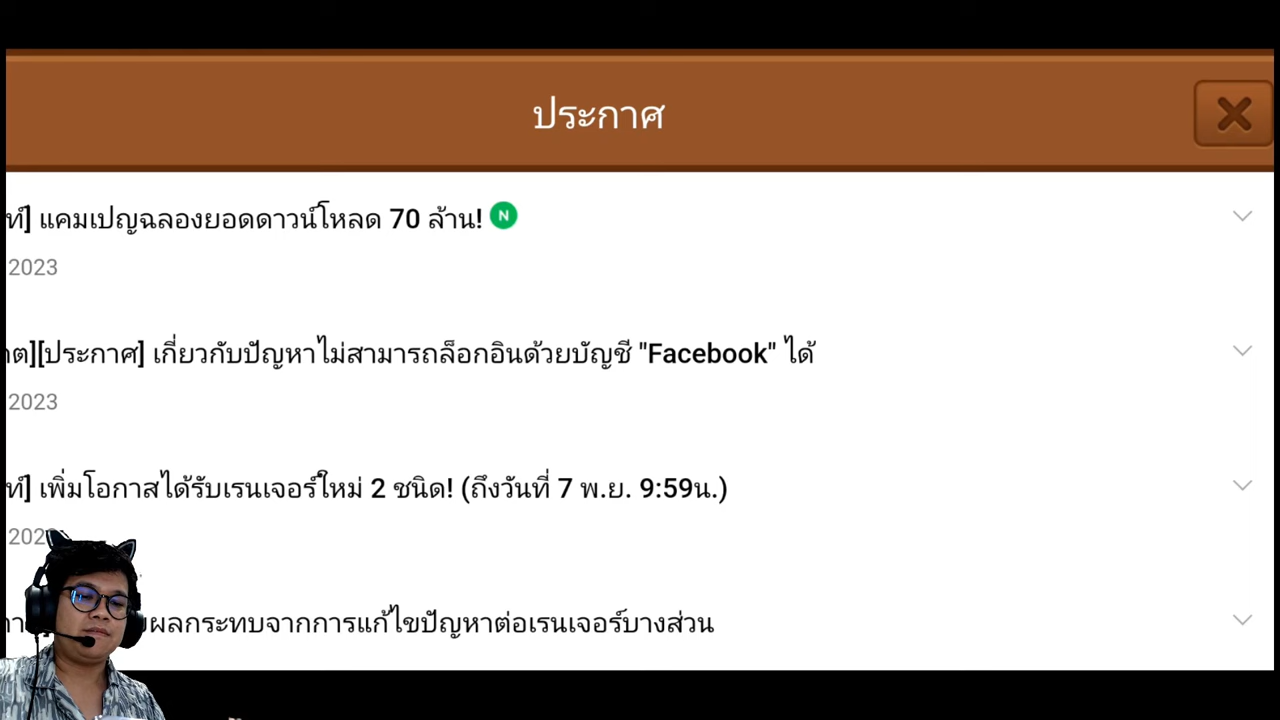 ประกาศ
ท์] แคมเปญฉลองยอดดาวน์โหลด 70 ล้าน! N
2023
ต][ประกาศ] เกี่ยวกับปัญหาไม่สามารถล็อกอินด้วยบัญชี "Facebook" ได้
2023
ท์] เพิ่มโอกาสได้รับเรนเจอร์ใหม่ 2 ชนิด! (ถึงวันที่ 7 พ.ย. 9:59น.)
202
ผลกระทบจากการแก้ไขปัญหาต่อเรนเจอร์บางส่วน